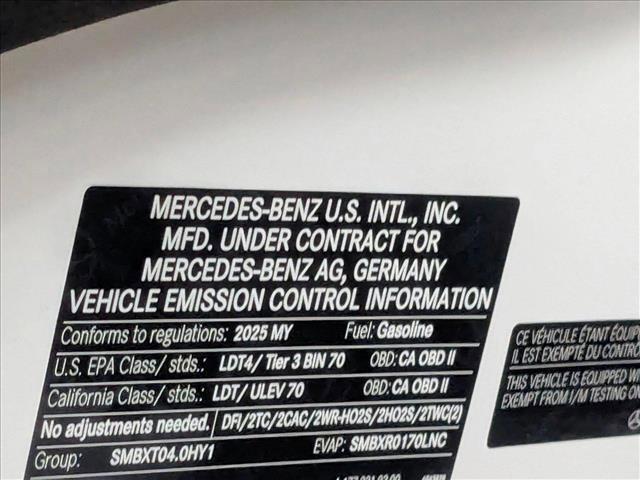 MERCEDES-BENZ U.S. INTL., INC.
MFD. UNDER CONTRACT FOR
MERCEDES-BENZ AG, GERMANY
VEHICLE EMISSION CONTROL INFORMATION
Conforms to regulations: 2025 MY Fuel: Gasoline
U.S. EPA Class/ stds.: LDT4/ Tier 3 BIN 70 OBD: CA OBD II
California Class/ stds.: LDT/ ULEV 70 OBD: CA OBD II
No adjustments needed. DFI/2TC/2CAC/2WR-HO2S/2HO2S/2TWC(2)
Group: SMBXT04.0HY1 EVAP: SMBXR0170LNC
CE VÉHICULE ÉTANT ÉQUIPÉ
IL EST EXEMPTÉ DU CONTRÔ
THIS VEHICLE IS EQUIPPED W
EXEMPT FROM I/M TESTING O